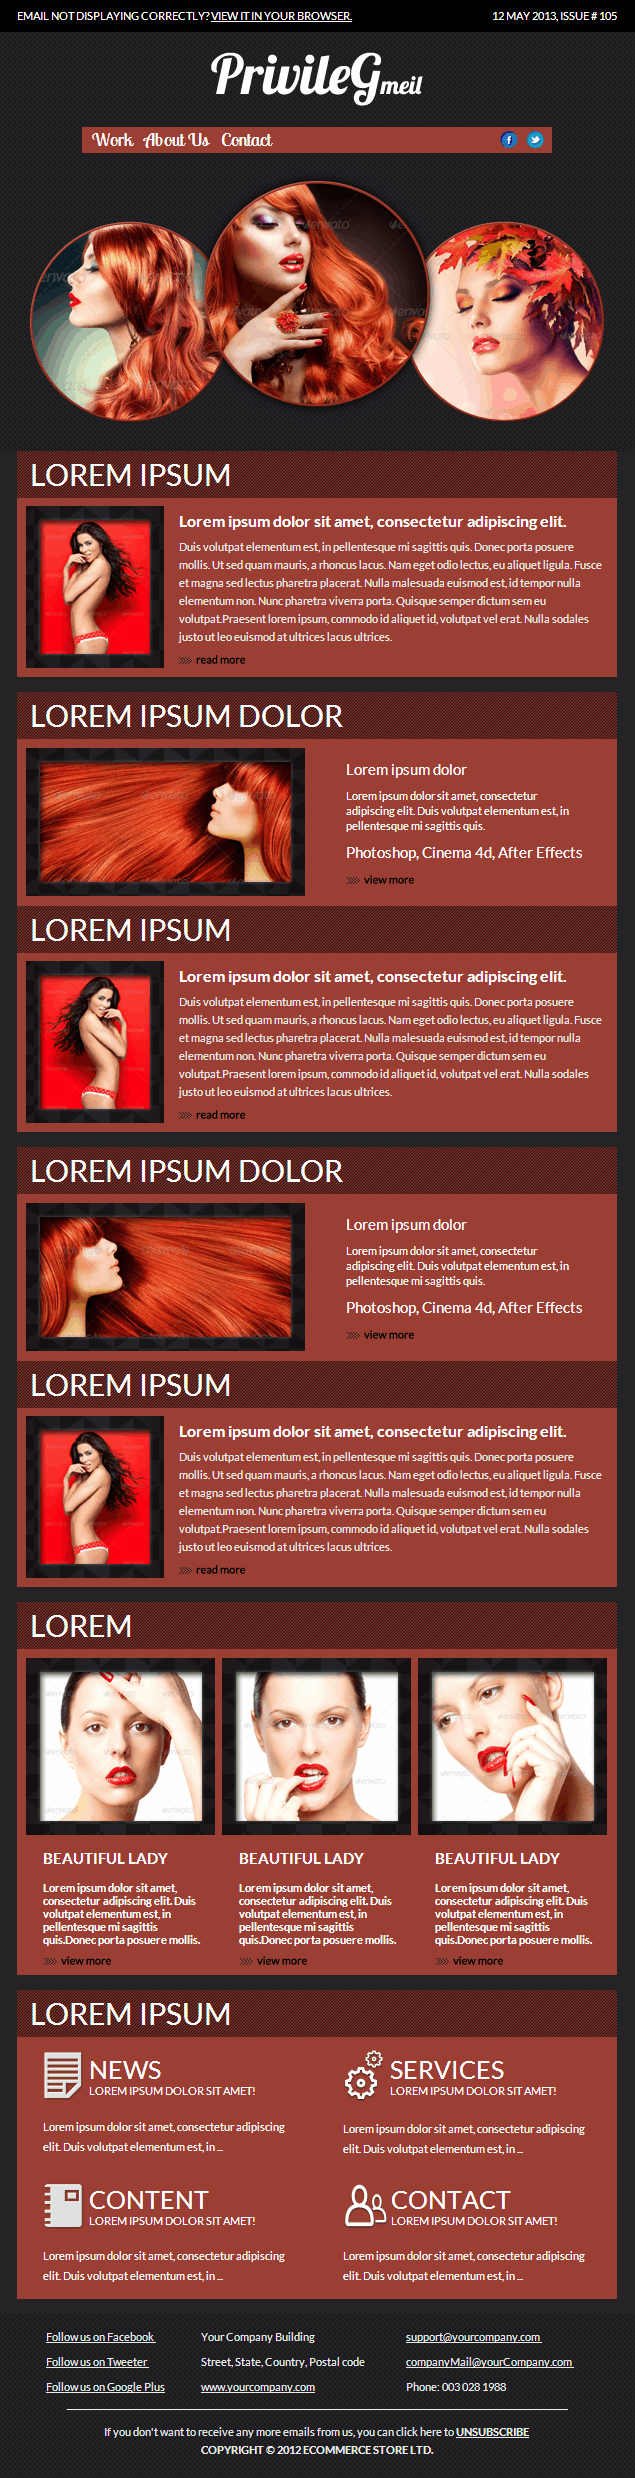 EMAIL NOT DISPLAYING CORRECTLY? VIEW IT IN YOUR BROWSER.
12 MAY 2013, ISSUE # 105
PrivileGmeil
Work About Us Contact
LOREM IPSUM
Lorem ipsum dolor sit amet, consectetur adipiscing elit.
Duis volutpat elementum est, in pellentesque mi sagittis quis. Donec porta posuere
mollis. Ut sed quam mauris, a rhoncus lacus. Nam eget odio lectus, eu aliquet ligula. Fusce
et magna sed lectus pharetra placerat. Nulla malesuada euismod est, id tempor nulla
elementum non. Nunc pharetra viverra porta. Quisque semper dictum sem eu
volutpat.Praesent lorem ipsum, commodo id aliquet id, volutpat vel erat. Nulla sodales
justo ut leo euismod at ultrices lacus ultrices.
read more
LOREM IPSUM DOLOR
Lorem ipsum dolor
Lorem ipsum dolor sit amet, consectetur
adipiscing elit. Duis volutpat elementum est, in
pellentesque mi sagittis quis.
Photoshop, Cinema 4d, After Effects
view more
LOREM IPSUM
Lorem ipsum dolor sit amet, consectetur adipiscing elit.
Duis volutpat elementum est, in pellentesque mi sagittis quis. Donec porta posuere
mollis. Ut sed quam mauris, a rhoncus lacus. Nam eget odio lectus, eu aliquet ligula. Fusce
et magna sed lectus pharetra placerat. Nulla malesuada euismod est, id tempor nulla
elementum non. Nunc pharetra viverra porta. Quisque semper dictum sem eu
volutpat.Praesent lorem ipsum, commodo id aliquet id, volutpat vel erat. Nulla sodales
justo ut leo euismod at ultrices lacus ultrices.
read more
LOREM IPSUM DOLOR
Lorem ipsum dolor
Lorem ipsum dolor sit amet, consectetur
adipiscing elit. Duis volutpat elementum est, in
pellentesque mi sagittis quis.
Photoshop, Cinema 4d, After Effects
view more
LOREM IPSUM
Lorem ipsum dolor sit amet, consectetur adipiscing elit.
Duis volutpat elementum est, in pellentesque mi sagittis quis. Donec porta posuere
mollis. Ut sed quam mauris, a rhoncus lacus. Nam eget odio lectus, eu aliquet ligula. Fusce
et magna sed lectus pharetra placerat. Nulla malesuada euismod est, id tempor nulla
elementum non. Nunc pharetra viverra porta. Quisque semper dictum sem eu
volutpat.Praesent lorem ipsum, commodo id aliquet id, volutpat vel erat. Nulla sodales
justo ut leo euismod at ultrices lacus ultrices.
read more
LOREM
BEAUTIFUL LADY
Lorem ipsum dolor sit amet,
consectetur adipiscing elit. Duis
volutpat elementum est, in
pellentesque mi sagittis
quis.Donec porta posuere mollis.
view more
BEAUTIFUL LADY
Lorem ipsum dolor sit amet,
consectetur adipiscing elit. Duis
volutpat elementum est, in
pellentesque mi sagittis
quis.Donec porta posuere mollis.
view more
BEAUTIFUL LADY
Lorem ipsum dolor sit amet,
consectetur adipiscing elit. Duis
volutpat elementum est, in
pellentesque mi sagittis
quis.Donec porta posuere mollis.
view more
LOREM IPSUM
NEWS
LOREM IPSUM DOLOR SIT AMET!
Lorem ipsum dolor sit amet, consectetur adipiscing
elit. Duis volutpat elementum est, in ...
SERVICES
LOREM IPSUM DOLOR SIT AMET!
Lorem ipsum dolor sit amet, consectetur adipiscing
elit. Duis volutpat elementum est, in ...
CONTENT
LOREM IPSUM DOLOR SIT AMET!
Lorem ipsum dolor sit amet, consectetur adipiscing
elit. Duis volutpat elementum est, in ...
CONTACT
LOREM IPSUM DOLOR SIT AMET!
Lorem ipsum dolor sit amet, consectetur adipiscing
elit. Duis volutpat elementum est, in ...
Follow us on Facebook
Follow us on Tweeter
Follow us on Google Plus
Your Company Building
Street, State, Country, Postal code
www.yourcompany.com
support@yourcompany.com
companyMail@yourCompany.com
Phone: 003 028 1988
If you don't want to receive any more emails from us, you can click here to UNSUBSCRIBE
COPYRIGHT © 2012 ECOMMERCE STORE LTD.